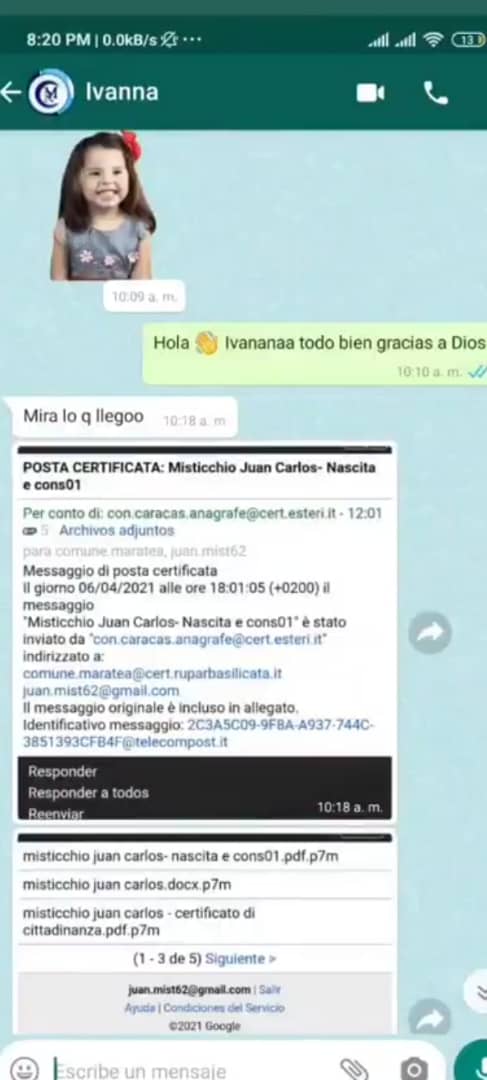 8:20 PM | 0.0kB/s ...
13
Ivanna
10:09 a. m.
Hola 👋 Ivananaa todo bien gracias a Dios
10:10 a. m.
Mira lo q llegoo 10:18 a. m
POSTA CERTIFICATA: Misticchio Juan Carlos- Nascita
e cons01
Per conto di: con.caracas.anagrafe@cert.esteri.it - 12:01
5 Archivos adjuntos
para comune.maratea, juan.mist62
Messaggio di posta certificata
Il giorno 06/04/2021 alle ore 18:01:05 (+0200) il
messaggio
"Misticchio Juan Carlos- Nascita e cons01" è stato
inviato da "con.caracas.anagrafe@cert.esteri.it"
indirizzato a:
comune.maratea@cert.ruparbasilicata.it
juan.mist62@gmail.com
Il messaggio originale è incluso in allegato.
Identificativo messaggio: 2C3A5C09-9F8A-A937-744C-
3851393CFB4F@telecompost.it
Responder
Responder a todos
Reenviar
10:18 a. m.
misticchio juan carlos- nascita e cons01.pdf.p7m
misticchio juan carlos.docx.p7m
misticchio juan carlos - certificato di
cittadinanza.pdf.p7m
(1 - 3 de 5) Siguiente >
juan.mist62@gmail.com | Salir
Ayuda | Condiciones del Servicio
©2021 Google
Escribe un mensaje